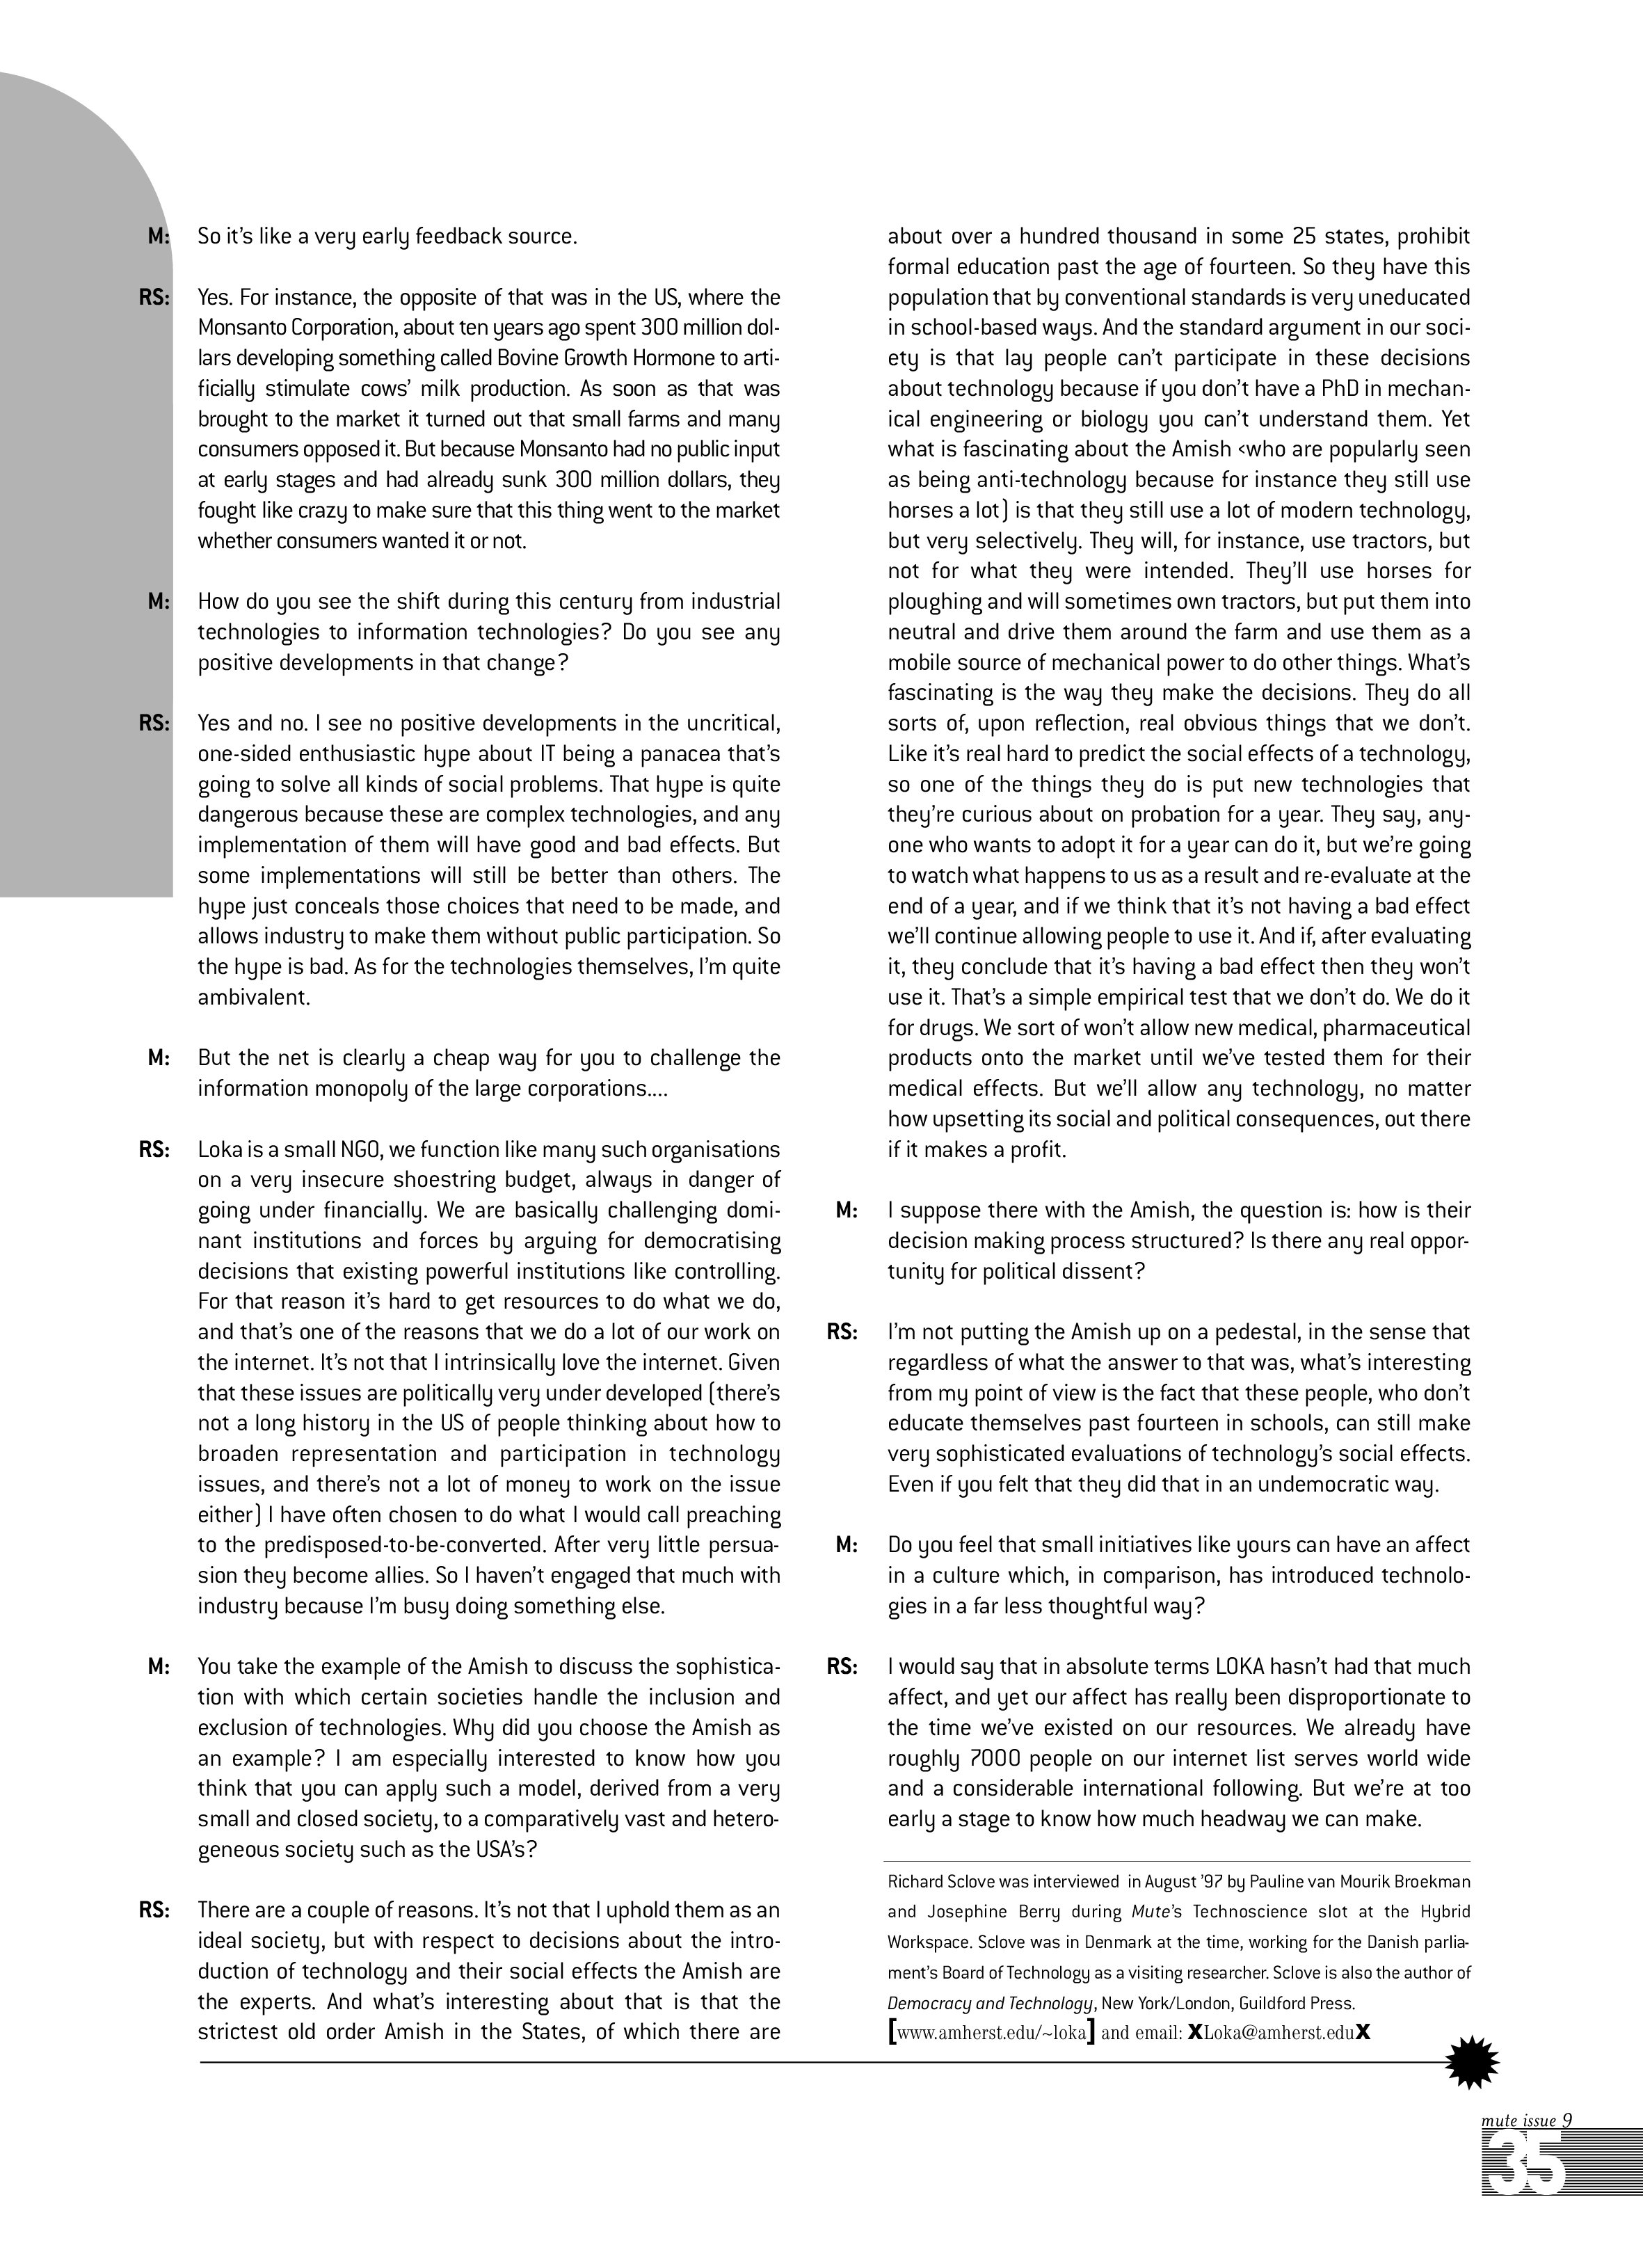 M: So it's like a very early feedback source.
RS: Yes. For instance, the opposite of that was in the US, where the
Monsanto Corporation, about ten years ago spent 300 million dol-
lars developing something called Bovine Growth Hormone to arti-
ficially stimulate cows' milk production. As soon as that was
brought to the market it turned out that small farms and many
consumers opposed it. But because Monsanto had no public input
at early stages and had already sunk 300 million dollars, they
fought like crazy to make sure that this thing went to the market
whether consumers wanted it or not.
M: How do you see the shift during this century from industrial
technologies to information technologies? Do you see any
positive developments in that change?
RS: Yes and no. I see no positive developments in the uncritical,
one-sided enthusiastic hype about IT being a panacea that's
going to solve all kinds of social problems. That hype is quite
dangerous because these are complex technologies, and any
implementation of them will have good and bad effects. But
some implementations will still be better than others. The
hype just conceals those choices that need to be made, and
allows industry to make them without public participation. So
the hype is bad. As for the technologies themselves, I'm quite
ambivalent.
M: But the net is clearly a cheap way for you to challenge the
information monopoly of the large corporations....
RS: Loka is a small NGO, we function like many such organisations
on a very insecure shoestring budget, always in danger of
going under financially. We are basically challenging domi-
nant institutions and forces by arguing for democratising
decisions that existing powerful institutions like controlling.
For that reason it's hard to get resources to do what we do,
and that's one of the reasons that we do a lot of our work on
the internet. It's not that I intrinsically love the internet. Given
that these issues are politically very under developed (there's
not a long history in the US of people thinking about how to
broaden representation and participation in technology
issues, and there's not a lot of money to work on the issue
either) I have often chosen to do what I would call preaching
to the predisposed-to-be-converted. After very little persua-
sion they become allies. So I haven't engaged that much with
industry because I'm busy doing something else.
M: You take the example of the Amish to discuss the sophistica-
tion with which certain societies handle the inclusion and
exclusion of technologies. Why did you choose the Amish as
an example? I am especially interested to know how you
think that you can apply such a model, derived from a very
small and closed society, to a comparatively vast and hetero-
geneous society such as the USA's?
RS: There are a couple of reasons. It's not that I uphold them as an
ideal society, but with respect to decisions about the intro-
duction of technology and their social effects the Amish are
the experts. And what's interesting about that is that the
strictest old order Amish in the States, of which there are
about over a hundred thousand in some 25 states, prohibit
formal education past the age of fourteen. So they have this
population that by conventional standards is very uneducated
in school-based ways. And the standard argument in our soci-
ety is that lay people can't participate in these decisions
about technology because if you don't have a PhD in mechan-
ical engineering or biology you can't understand them. Yet
what is fascinating about the Amish <who are popularly seen
as being anti-technology because for instance they still use
horses a lot) is that they still use a lot of modern technology,
but very selectively. They will, for instance, use tractors, but
not for what they were intended. They'll use horses for
ploughing and will sometimes own tractors, but put them into
neutral and drive them around the farm and use them as a
mobile source of mechanical power to do other things. What's
fascinating is the way they make the decisions. They do all
sorts of, upon reflection, real obvious things that we don't.
Like it's real hard to predict the social effects of a technology,
so one of the things they do is put new technologies that
they're curious about on probation for a year. They say, any-
one who wants to adopt it for a year can do it, but we're going
to watch what happens to us as a result and re-evaluate at the
end of a year, and if we think that it's not having a bad effect
we'll continue allowing people to use it. And if, after evaluating
it, they conclude that it's having a bad effect then they won't
use it. That's a simple empirical test that we don't do. We do it
for drugs. We sort of won't allow new medical, pharmaceutical
products onto the market until we've tested them for their
medical effects. But we'll allow any technology, no matter
how upsetting its social and political consequences, out there
if it makes a profit.
M: I suppose there with the Amish, the question is: how is their
decision making process structured? Is there any real oppor-
tunity for political dissent?
RS: I'm not putting the Amish up on a pedestal, in the sense that
regardless of what the answer to that was, what's interesting
from my point of view is the fact that these people, who don't
educate themselves past fourteen in schools, can still make
very sophisticated evaluations of technology's social effects.
Even if you felt that they did that in an undemocratic way.
M: Do you feel that small initiatives like yours can have an affect
in a culture which, in comparison, has introduced technolo-
gies in a far less thoughtful way?
RS: I would say that in absolute terms LOKA hasn't had that much
affect, and yet our affect has really been disproportionate to
the time we've existed on our resources. We already have
roughly 7000 people on our internet list serves world wide
and a considerable international following. But we're at too
early a stage to know how much headway we can make.
Richard Sclove was interviewed in August '97 by Pauline van Mourik Broekman
and Josephine Berry during Mute's Technoscience slot at the Hybrid
Workspace. Sclove was in Denmark at the time, working for the Danish parlia-
ment's Board of Technology as a visiting researcher. Sclove is also the author of
Democracy and Technology, New York/London, Guildford Press.
[www.amherst.edu/~loka] and email: XLoka@amherst.eduX
mute issue 9
35